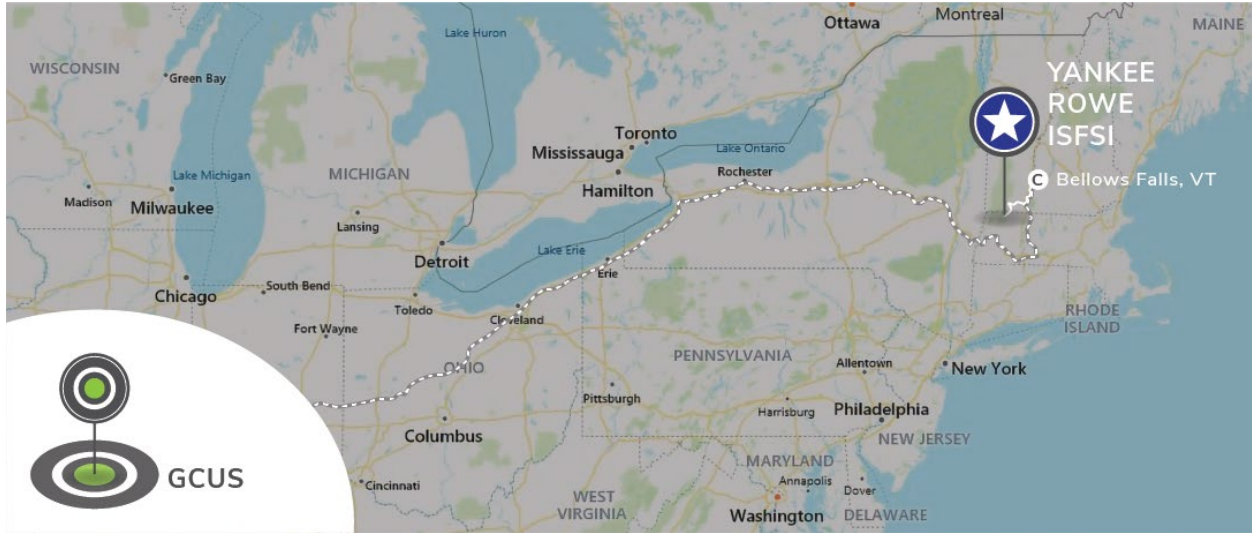 Ottawa
Montreal
MAINE
Lake Huron
WISCONSIN
Green Bay
YANKEE
ROWE
ISFSI
Toronto
Mississauga
Lake Ontario
Rochester
Hamilton
Lake Michigan
MICHIGAN
C Bellows Falls, VT
Madison
Milwaukee
Lansing
Detroit
Lake Erie
Erie
Chicago
South Bend
Toledo
Cleveland
RHODE
ISLAND
Fort Wayne
OHIO
PENNSYLVANIA
Allentown
New York
Pittsburgh
Harrisburg
Philadelphia
Columbus
NEW JERSEY
MARYLAND
GCUS
Cincinnati
Annapolis
Dover
WEST
VIRGINIA
Washington
DELAWARE